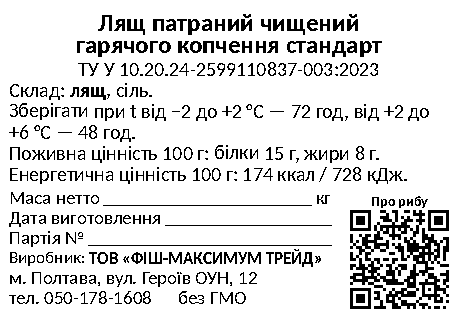 Лящ патраний чищений
гарячого копчення стандарт
ТУ У 10.20.24-2599110837-003:2023
Склад: лящ, сіль.
Зберігати при t від −2 до +2 °С — 72 год, від +2 до
+6 °С — 48 год.
Поживна цінність 100 г: білки 15 г, жири 8 г.
Енергетична цінність 100 г: 174 ккал / 728 кДж.
Маса нетто ______________________ кг
Дата виготовлення __________________
Партія № ___________________________
Про рибу
Виробник: ТОВ «ФІШ-МАКСИМУМ ТРЕЙД»
м. Полтава, вул. Героїв ОУН, 12
тел. 050-178-1608 без ГМО